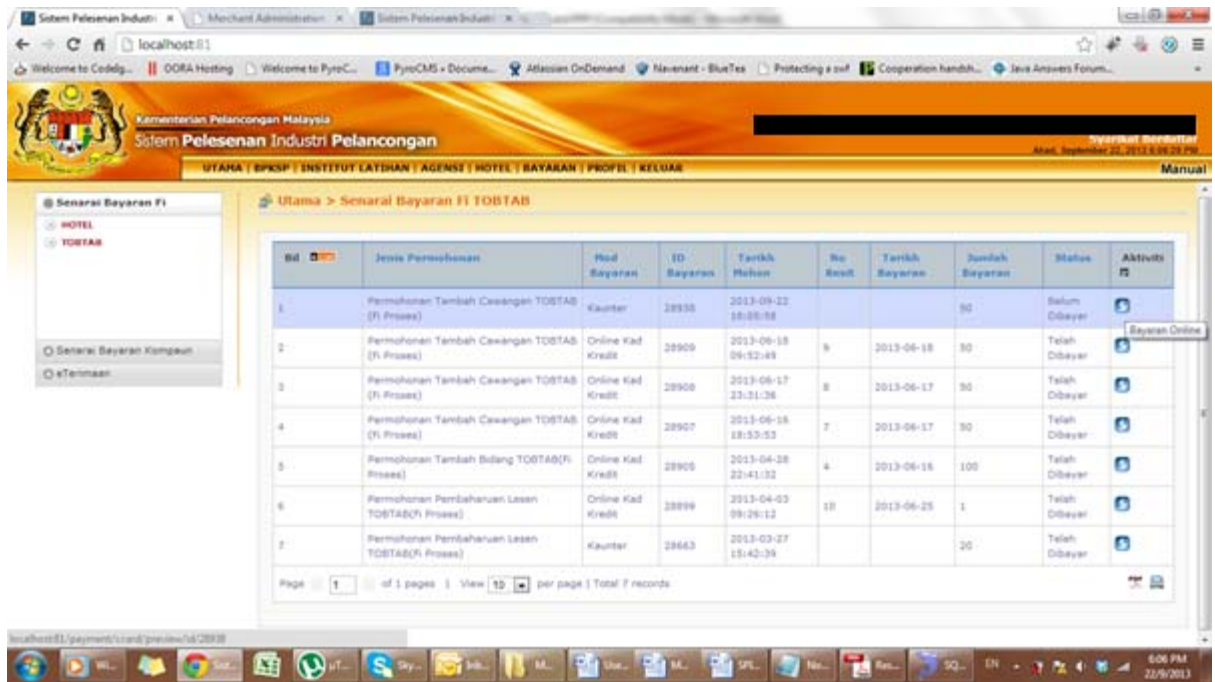 Sistem Pelesenan Industri
Merchant Administration
Sistem Pelesenan Industri
localhost:81
Welcome to CodeIg...
OORA Hosting
Welcome to PyroC...
PyroCMS » Docume...
Atlassian OnDemand
Navenant - BlueTea
Protecting a swf
Cooperation handsh...
Java Answers Forum...
Kementerian Pelancongan Malaysia
Sistem Pelesenan Industri Pelancongan
Syarikat Berdaftar
Ahad, September 22, 2013 6:06:29 PM
UTAMA | BPKSP | INSTITUT LATIHAN | AGENSI | HOTEL | BAYARAN | PROFIL | KELUAR
Manual
Senarai Bayaran Fi
HOTEL
TOBTAB
Senarai Bayaran Kompaun
eTerimaan
Utama > Senarai Bayaran Fi TOBTAB
Bil Jenis Permohonan Mod Bayaran ID Bayaran Tarikh Mohon No Resit Tarikh Bayaran Jumlah Bayaran Status Aktiviti
1 Permohonan Tambah Cawangan TOBTAB (Fi Proses) Kaunter 28938 2013-09-22 50 Belum Dibayar
Bayaran Online
2 Permohonan Tambah Cawangan TOBTAB (Fi Proses) Online Kad Kredit 28909 2013-06-18 09:52:49 9 2013-06-18 50 Telah Dibayar
3 Permohonan Tambah Cawangan TOBTAB (Fi Proses) Online Kad Kredit 28908 2013-06-17 23:31:36 8 2013-06-17 50 Telah Dibayar
4 Permohonan Tambah Cawangan TOBTAB (Fi Proses) Online Kad Kredit 28907 2013-06-16 18:53:53 7 2013-06-17 50 Telah Dibayar
5 Permohonan Tambah Bidang TOBTAB(Fi Proses) Online Kad Kredit 28905 2013-04-28 22:41:32 4 2013-06-16 100 Telah Dibayar
6 Permohonan Pembaharuan Lesen TOBTAB(Fi Proses) Online Kad Kredit 28899 2013-04-03 09:26:12 10 2013-06-25 1 Telah Dibayar
7 Permohonan Pembaharuan Lesen TOBTAB(Fi Proses) Kaunter 28663 2013-03-27 15:42:39 20 Telah Dibayar
Page 1 of 1 pages | View 10 per page | Total 7 records
localhost:81/payment/ccard/preview/id/28938
EN
6:06 PM
22/9/2013